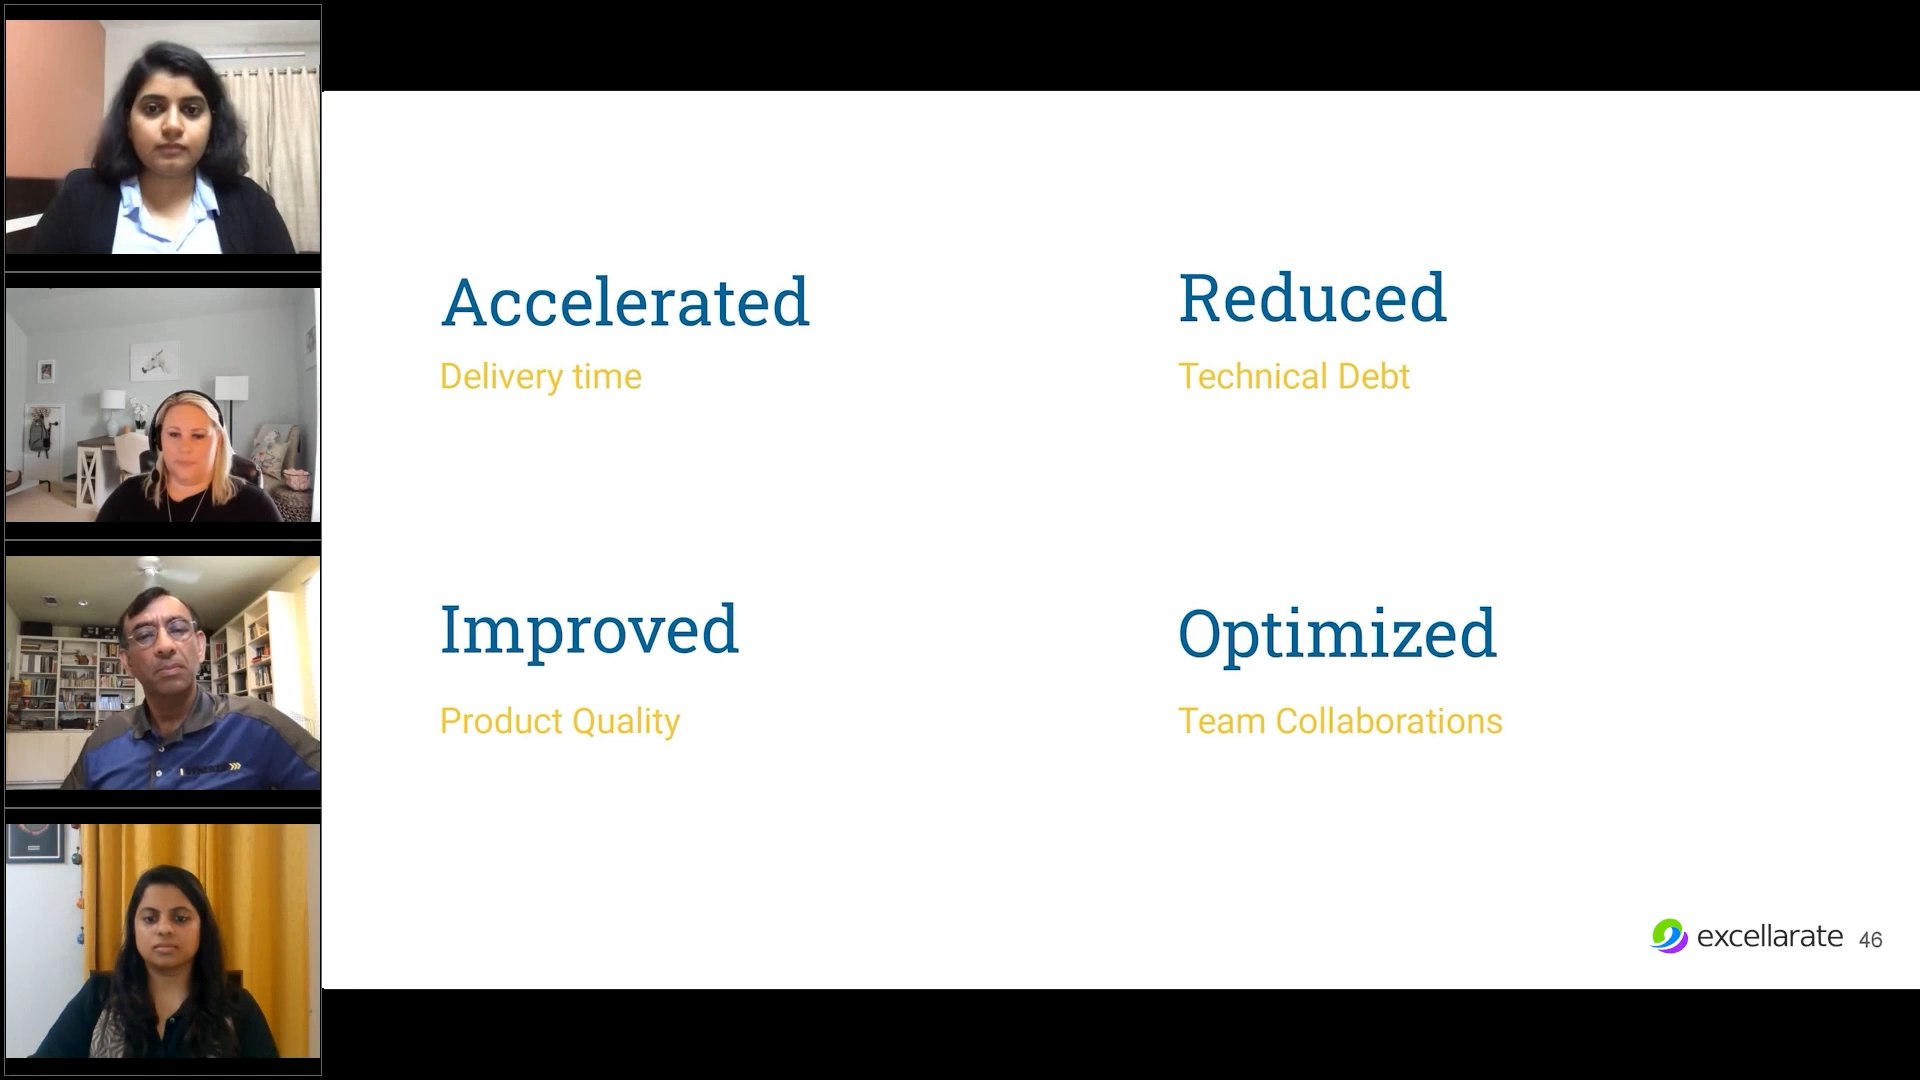 Accelerated
Delivery time
Reduced
Technical Debt
Improved
Product Quality
Optimized
Team Collaborations
excellarate 46